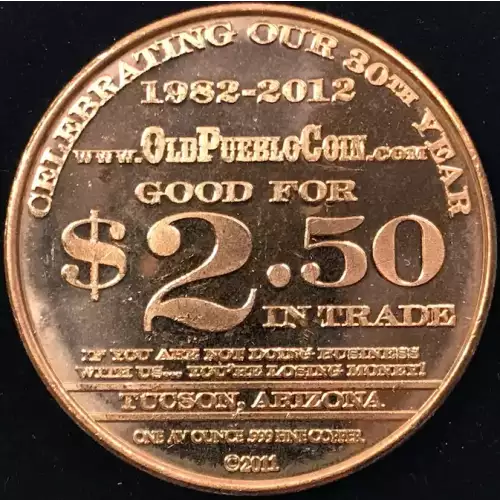 CELEBRATING OUR 30TH YEAR
1982-2012
www.OLDPUEBLOCOIN.COM
GOOD FOR
$2.50
IN TRADE
IF YOU ARE NOT DOING BUSINESS
WITH US... YOU'RE LOSING MONEY!
TUCSON, ARIZONA
ONE AV OUNCE .999 FINE COPPER.
©2011